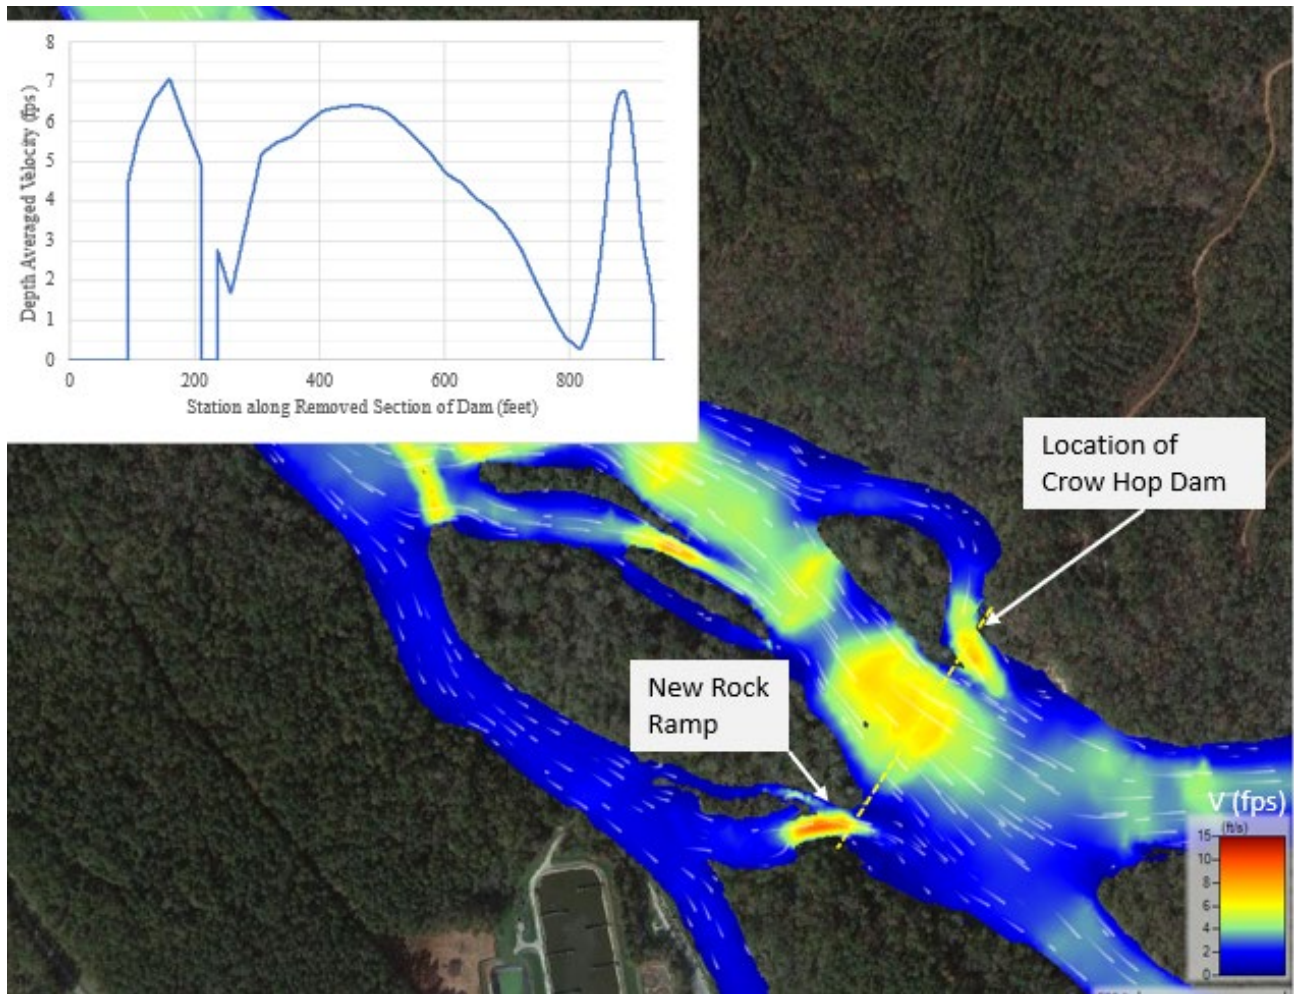 8
7
6
5
4
3
2
1
0
Depth Averaged Velocity (fps)
0 200 400 600 800
Station along Removed Section of Dam (feet)
Location of
Crow Hop Dam
New Rock
Ramp
V (fps)
(ft/s)
15
10
8
6
4
2
0